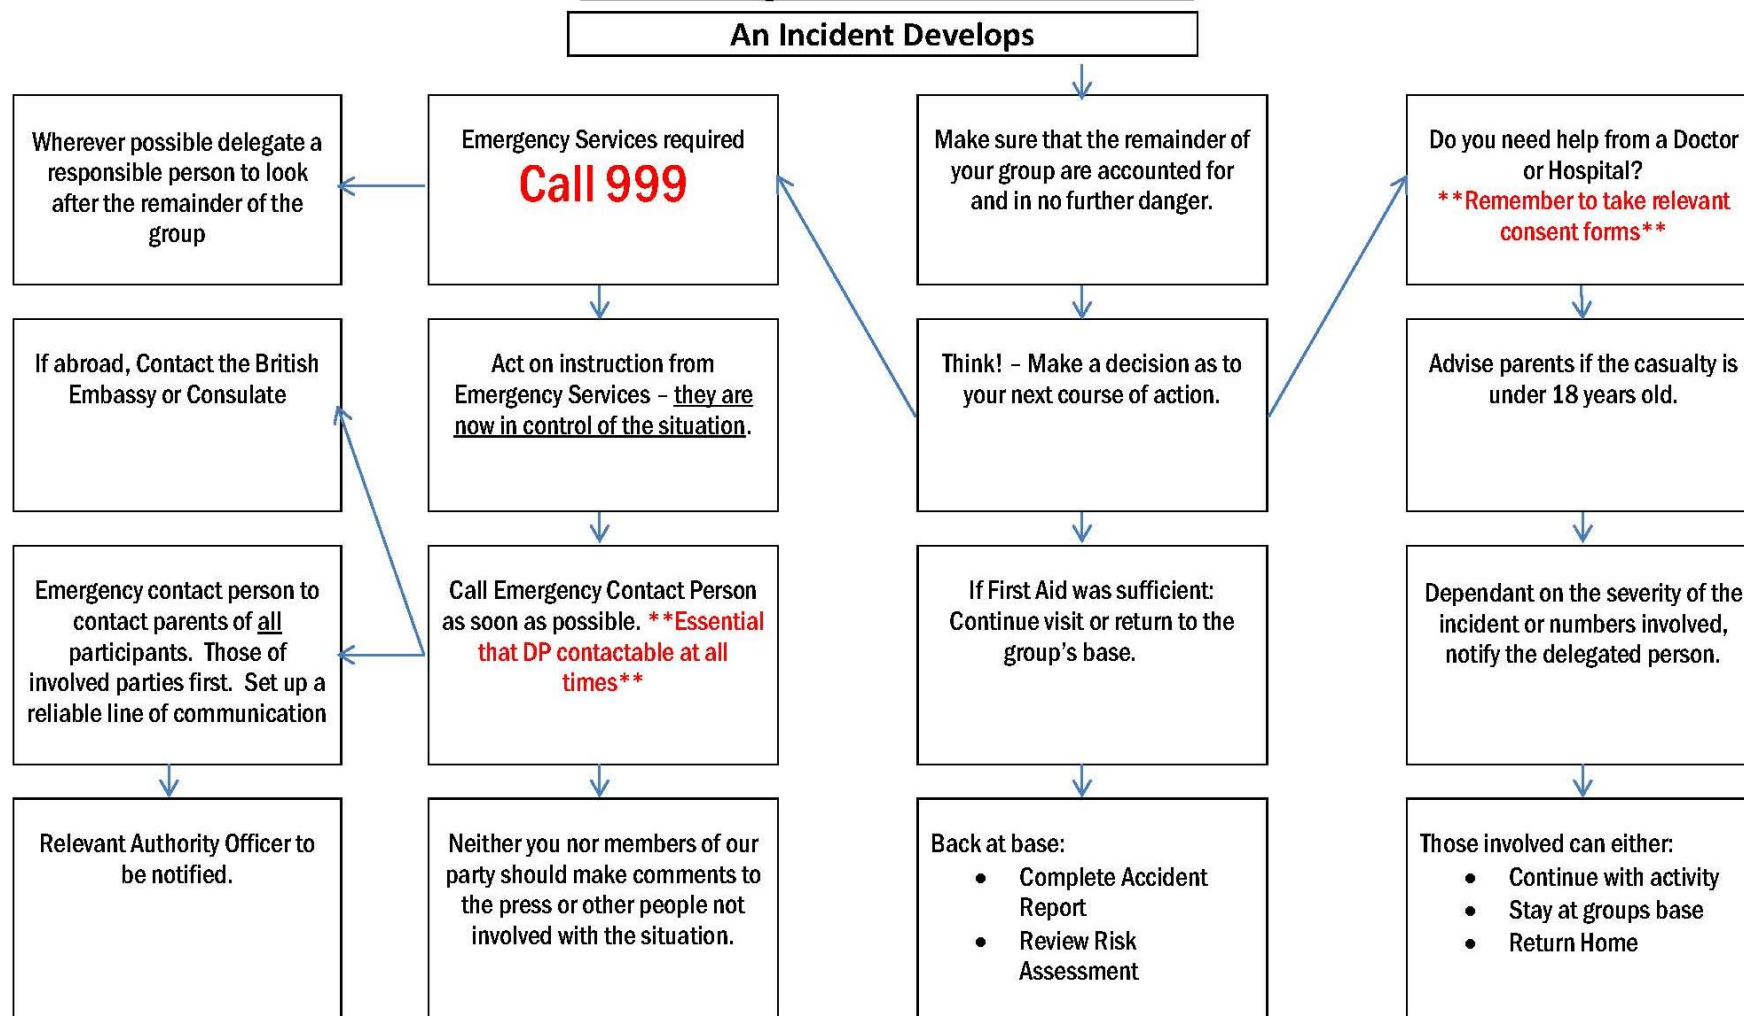 An Incident Develops
Wherever possible delegate a
responsible person to look
after the remainder of the
group
Emergency Services required
Call 999
Make sure that the remainder of
your group are accounted for
and in no further danger.
Do you need help from a Doctor
or Hospital?
**Remember to take relevant
consent forms**
If abroad, Contact the British
Embassy or Consulate
Act on instruction from
Emergency Services – they are
now in control of the situation.
Think! – Make a decision as to
your next course of action.
Advise parents if the casualty is
under 18 years old.
Emergency contact person to
contact parents of all
participants. Those of
involved parties first. Set up a
reliable line of communication
Call Emergency Contact Person
as soon as possible. **Essential
that DP contactable at all
times**
If First Aid was sufficient:
Continue visit or return to the
group's base.
Dependant on the severity of the
incident or numbers involved,
notify the delegated person.
Relevant Authority Officer to
be notified.
Neither you nor members of our
party should make comments to
the press or other people not
involved with the situation.
Back at base:
• Complete Accident
Report
• Review Risk
Assessment
Those involved can either:
• Continue with activity
• Stay at groups base
• Return Home